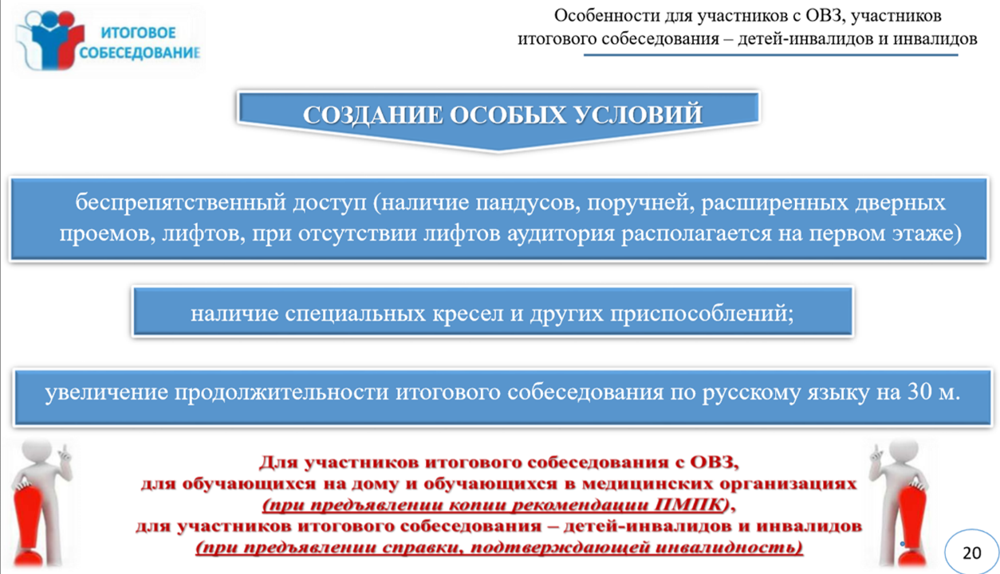 ИТОГОВОЕ
СОБЕСЕДОВАНИЕ
Особенности для участников с ОВЗ, участников
итогового собеседования – детей-инвалидов и инвалидов
СОЗДАНИЕ ОСОБЫХ УСЛОВИЙ
беспрепятственный доступ (наличие пандусов, поручней, расширенных дверных
проемов, лифтов, при отсутствии лифтов аудитория располагается на первом этаже)
наличие специальных кресел и других приспособлений;
увеличение продолжительности итогового собеседования по русскому языку на 30 м.
Для участников итогового собеседования с ОВЗ,
для обучающихся на дому и обучающихся в медицинских организациях
(при предъявлении копии рекомендации ПМПК),
для участников итогового собеседования – детей-инвалидов и инвалидов
(при предъявлении справки, подтверждающей инвалидность)
20